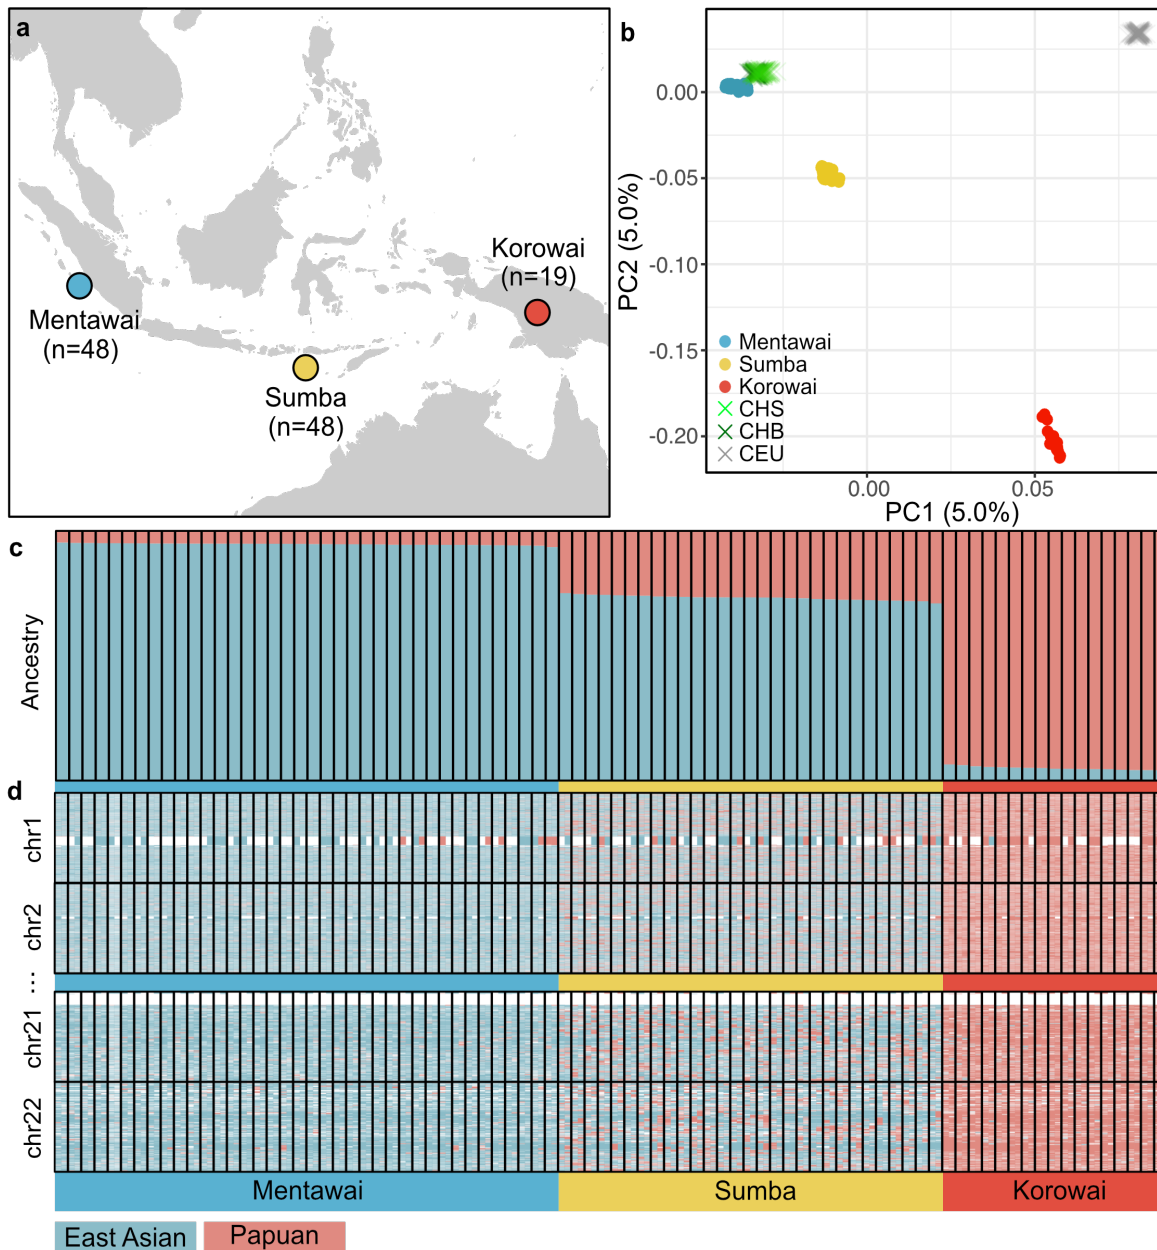 a
Korowai
(n=19)
Mentawai
(n=48)
Sumba
(n=48)
b
0.00
-0.05
-0.10
-0.15
-0.20
PC2 (5.0%)
Mentawai
Sumba
Korowai
CHS
CHB
CEU
0.00
0.05
PC1 (5.0%)
c
Ancestry
d
chr1
chr2
...
chr21
chr22
Mentawai
Sumba
Korowai
East Asian
Papuan